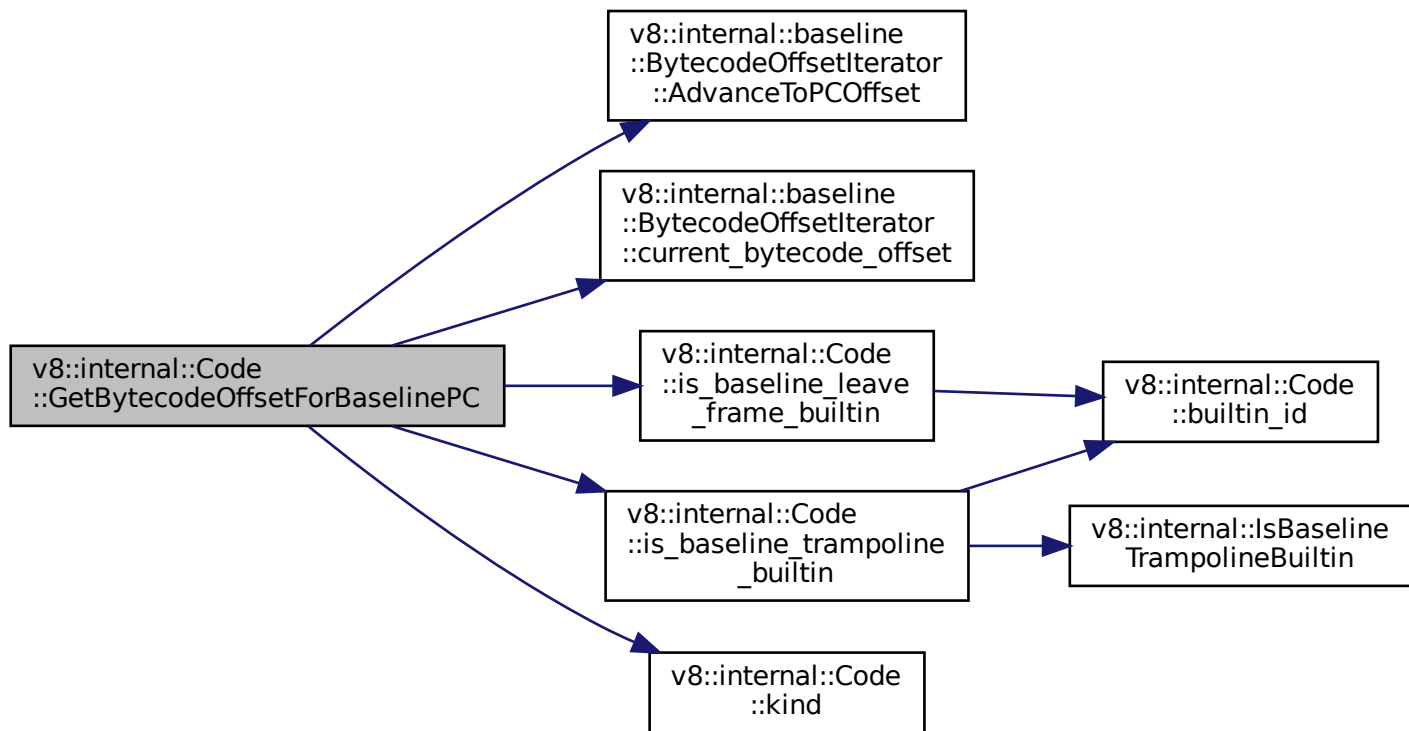 v8::internal::baseline
::BytecodeOffsetIterator
::AdvanceToPCOffset
v8::internal::baseline
::BytecodeOffsetIterator
::current_bytecode_offset
v8::internal::Code
::GetBytecodeOffsetForBaselinePC
v8::internal::Code
::is_baseline_leave
_frame_builtin
v8::internal::Code
::builtin_id
v8::internal::Code
::is_baseline_trampoline
_builtin
v8::internal::IsBaseline
TrampolineBuiltin
v8::internal::Code
::kind